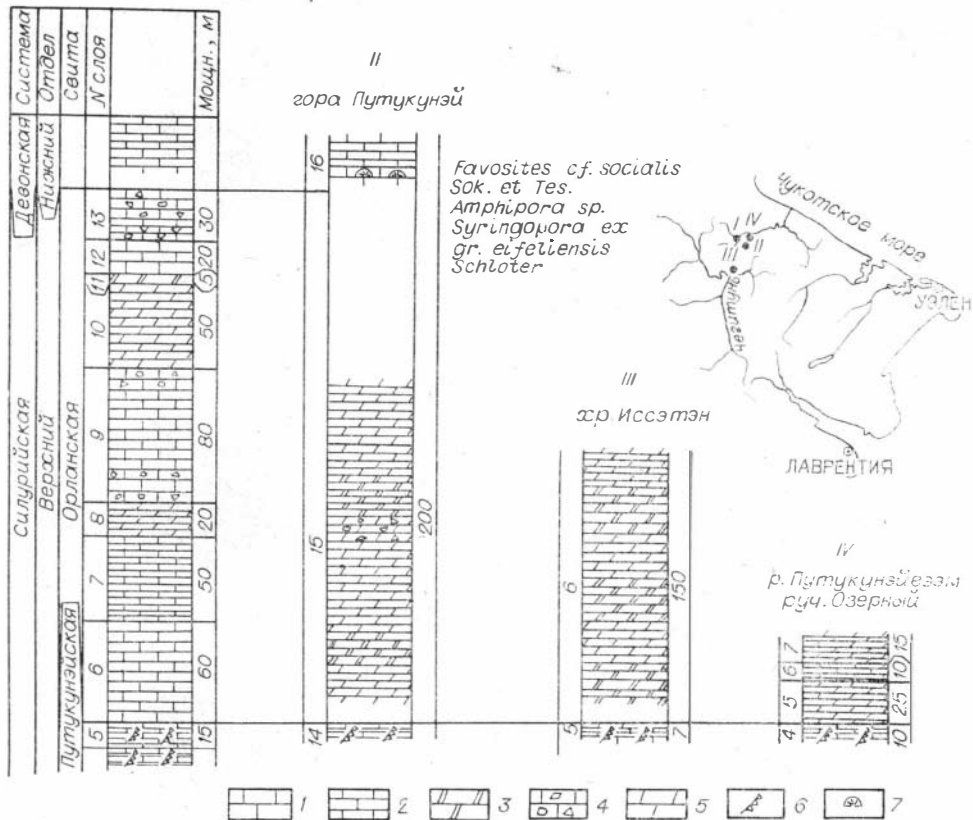 Система
Отдел
Свита
N слоя
Мощн., м
Девонская
Нижний
Силурийская
Верхний
Орланская
Путукунэйская
13
30
12
20
11
5
10
50
9
80
8
20
7
50
6
60
5
15
II
гора Путукунэй
16
15
200
14
Favosites cf. socialis
Sok. et Tes.
Amphipora sp.
Syringopora ex
gr. eifeliensis
Schloter
Чукотское море
I IV
II
III
УЭЛЕН
ЛАВРЕНТИЯ
III
хр. Иссэтэн
6
150
5
7
IV
р. Путукунэйвээм
руч. Озерный
7
15
6
10
5
25
4
10
1
2
3
4
5
6
7